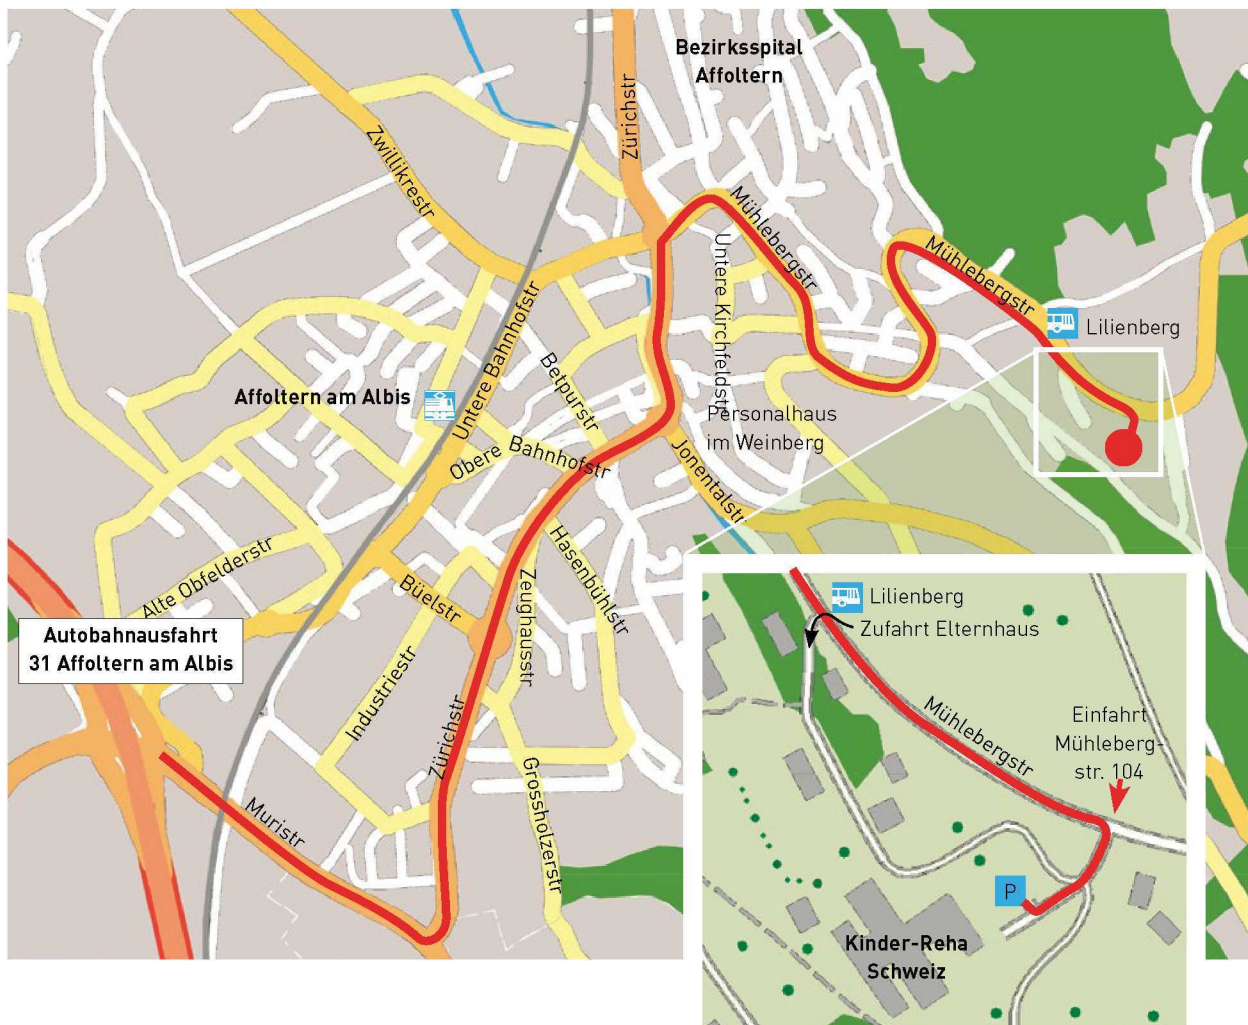 Bezirksspital
Affoltern
Zürichstr
Zwillikrestr
Mühlebergstr
Mühlebergstr
Untere Kirchfeldstr
Lilienberg
Untere Bahnhofstr
Betpurstr
Affoltern am Albis
Personalhaus
im Weinberg
Obere Bahnhofstr
Jonentalstr
Hasenbühlstr
Zeughausstr
Alte Obfelderstr
Büelstr
Autobahnausfahrt
31 Affoltern am Albis
Industriestr
Zürichstr
Grossholzerstr
Muristr
Lilienberg
Zufahrt Elternhaus
Mühlebergstr
Einfahrt
Mühleberg-
str. 104
P
Kinder-Reha
Schweiz